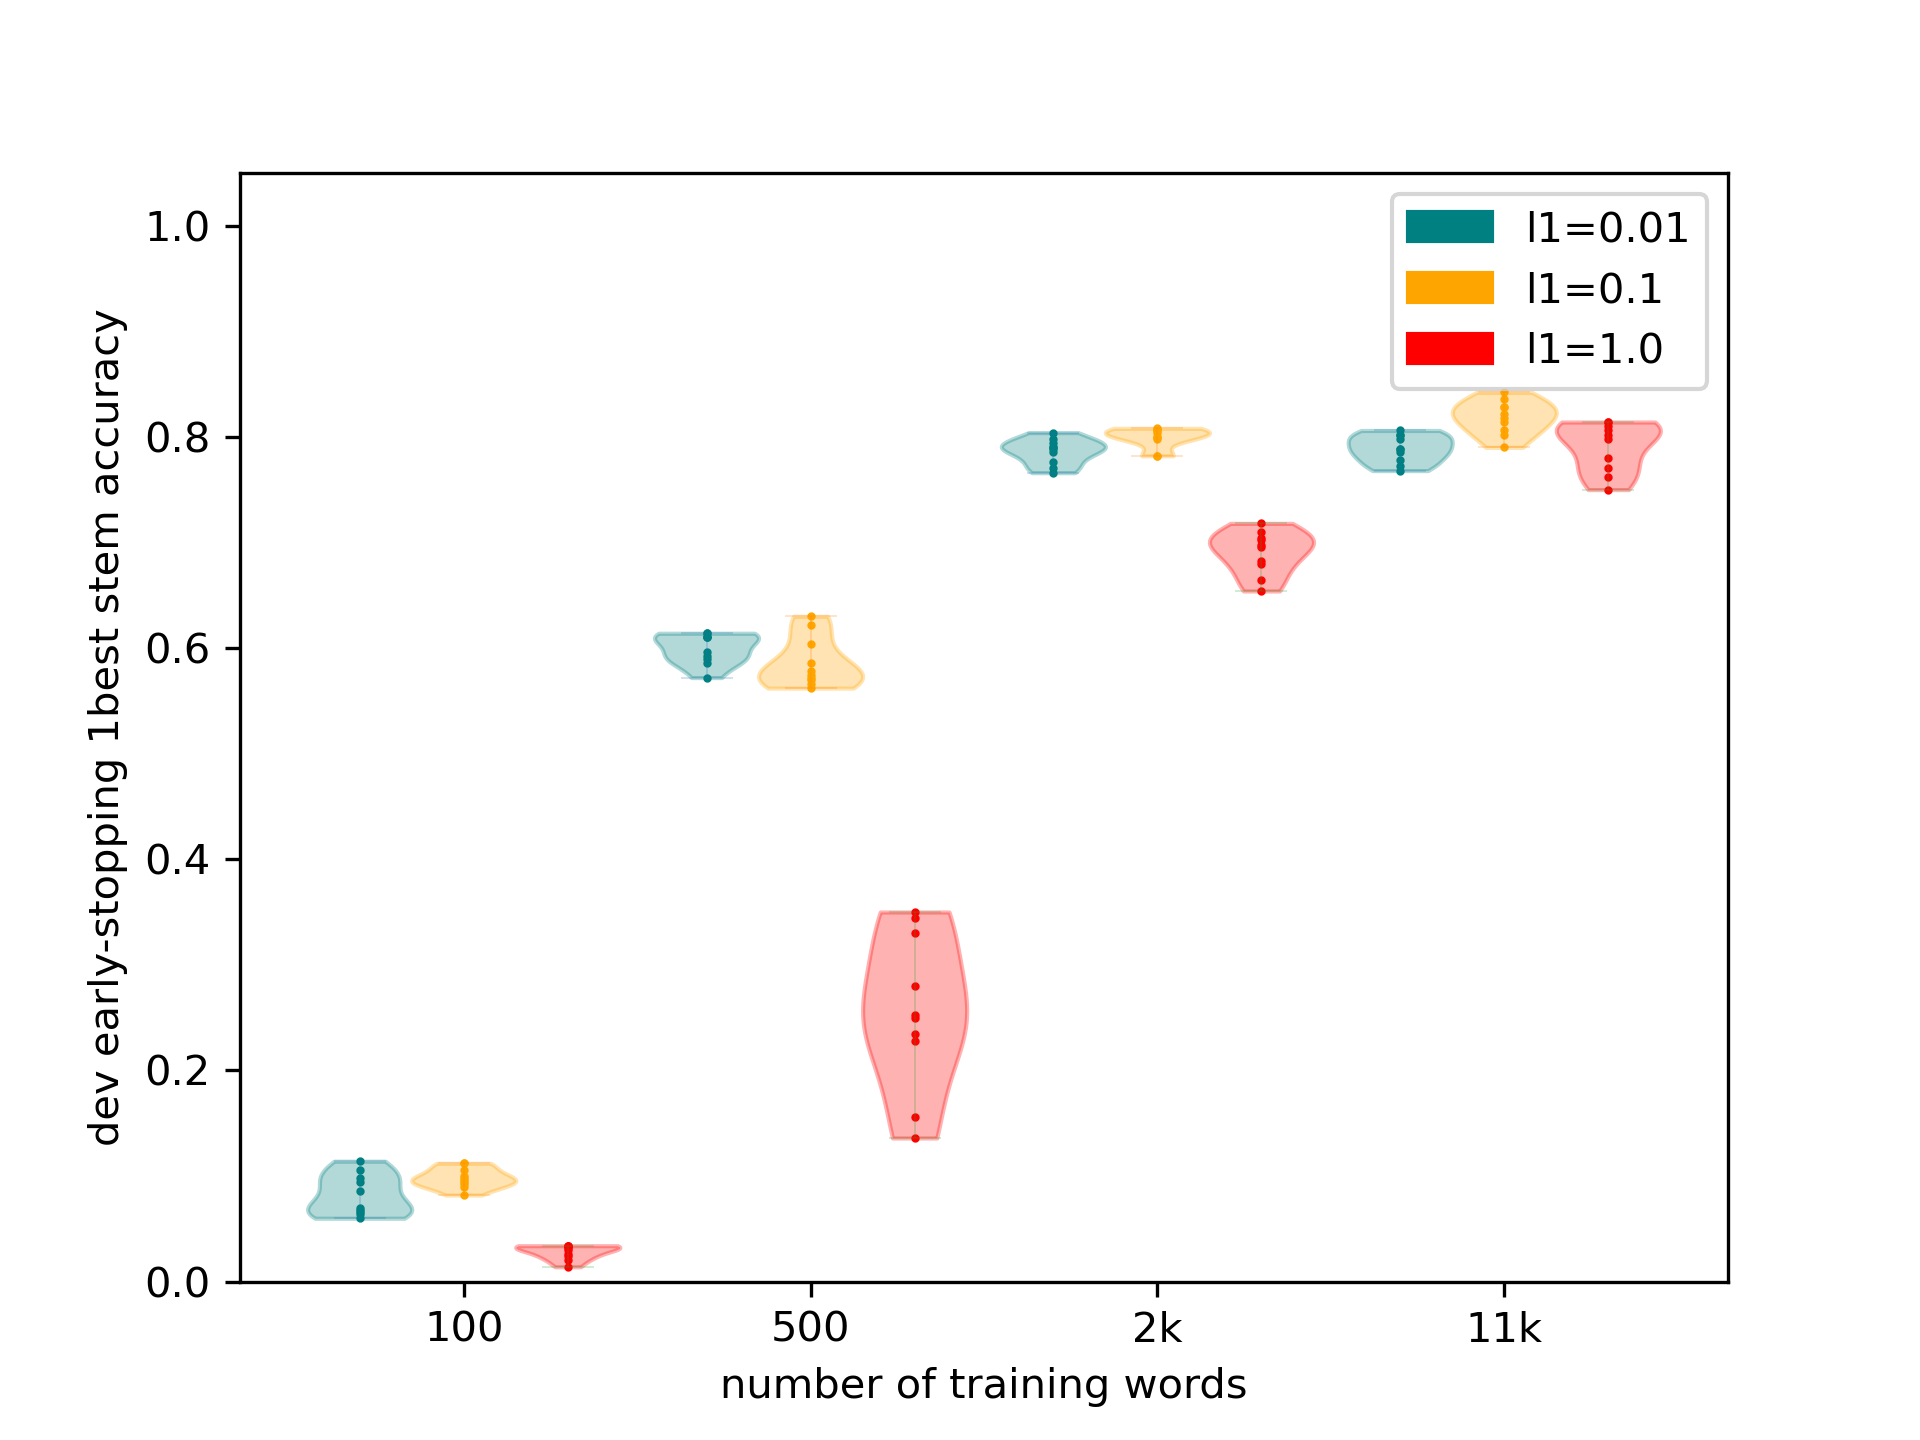 l1=0.01
l1=0.1
l1=1.0
1.0
0.8
0.6
0.4
0.2
0.0
dev early-stopping 1best stem accuracy
100 500 2k 11k
number of training words